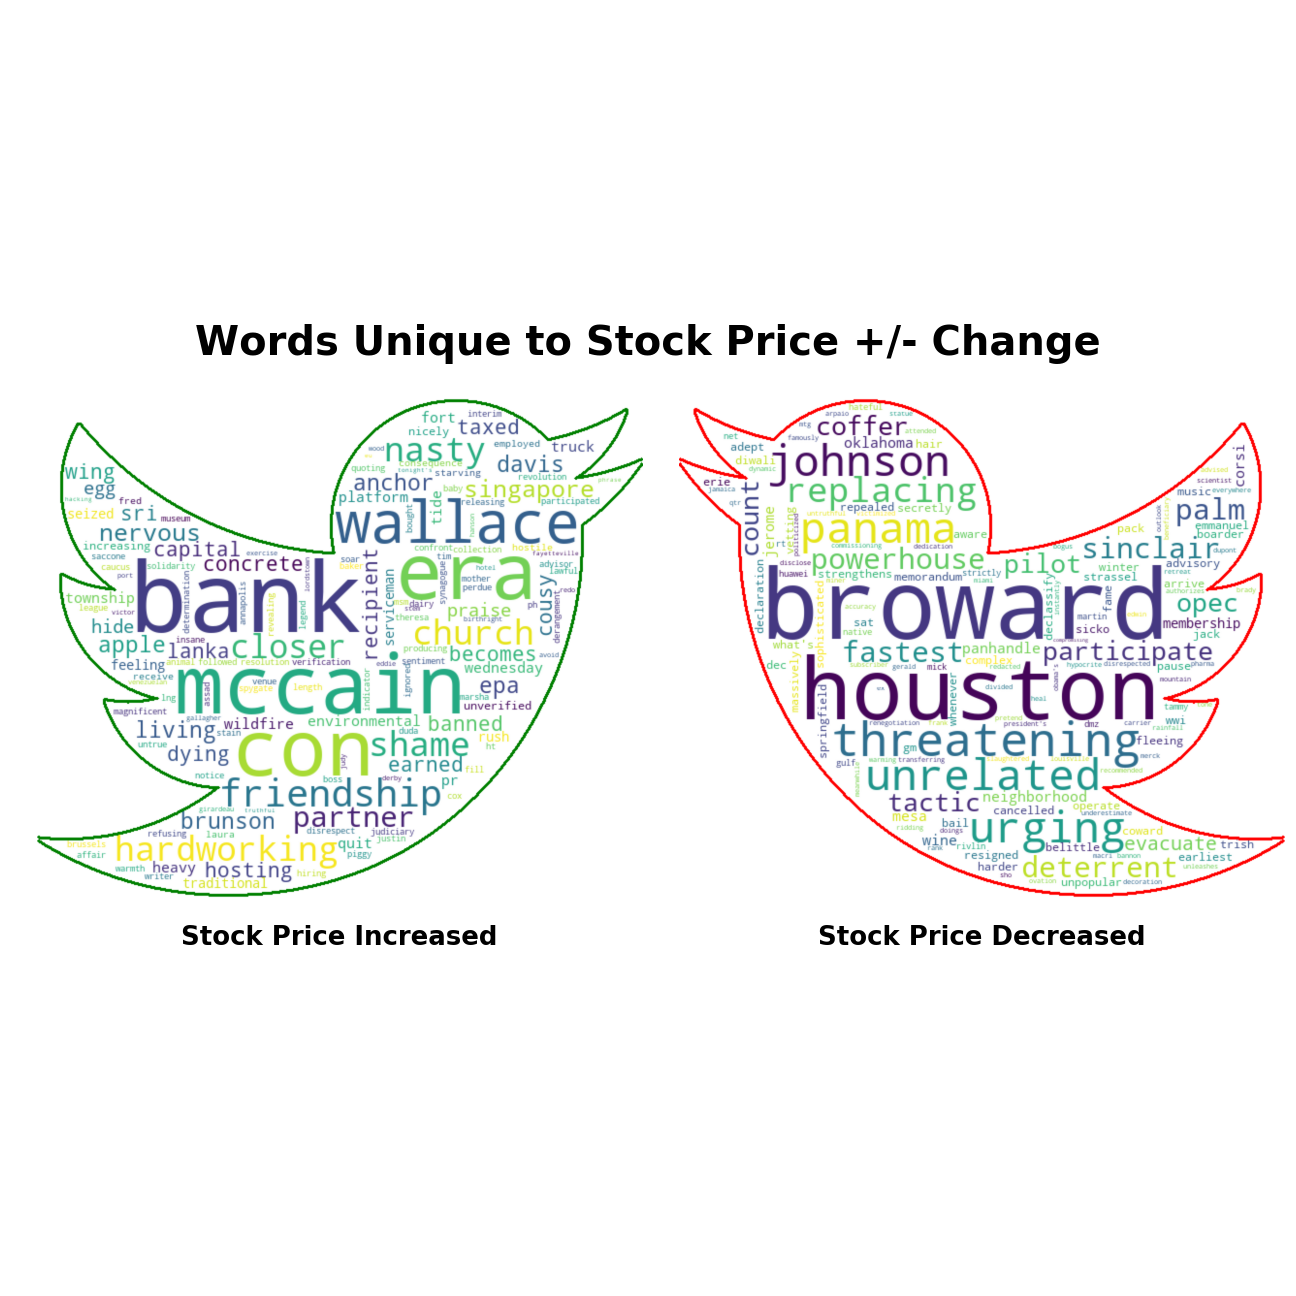 Words Unique to Stock Price +/- Change
fort
interim
nicely
taxed
wood
nasty
employed
truck
quoting
consequence
davis
tonight's
starving
revolution
wing
anchor
baby
singapore
phrase
egg
platform
bought
tide
releasing
participated
hacking
fred
seized
sri
museum
wallace
hanson
nervous
increasing
saccone
capital
exercise
soar
confront
collection
hostile
fayetteville
caucus
solidarity
concrete
baker
recipient
era
synagogue
tim
hotel
advisor
lawful
port
bank
determination
annapolis
revealing
legend
lordstown
mother
perdue
redo
township
league
victor
serviceman
dairy
stem
theresa
praise
birthright
ph
cousy
derangement
hide
apple
insane
lanka
closer
church
producing
becomes
avoid
feeling
animal
followed
resolution
verification
eddie
sentiment
ignored
wednesday
receive
venezuelan
assad
venue
spygate
length
indicator
mccain
epa
lng
marsha
unverified
magnificent
gallagher
living
stain
wildfire
environmental
duda
banned
untrue
dying
con
judy
shame
rush
ht
earned
notice
boss
derby
pr
fill
friendship
cox
girardeau
truthful
brunson
partner
refusing
laura
disrespect
judiciary
justin
brussels
affair
hardworking
quit
piggy
warmth
writer
heavy
hosting
hiring
traditional
Stock Price Increased
hateful
arpaio
statue
mtg
famously
coffer
attended
net
adept
oklahoma
hair
diwali
dynamic
johnson
corsi
erie
jamaica
qtr
count
replacing
advised
scientist
everywhere
music
jerome
vetting
politicized
repealed
secretly
palm
panama
aware
pack
outlook
beneficiary
emmanuel
boarder
rt
commissioning
dedication
bogus
sinclair
dupont
disclose
powerhouse
pilot
winter
advisory
huawei
strengthens
memorandum
strictly
miami
strassel
arrive
authorizes
retreat
brady
declaration
broward
declassify
instantly
fame
martin
opec
sophisticated
accuracy
sat
native
sicko
membership
jack
what's
fastest
panhandle
participate
dec
massively
subscriber
gerald
mick
complex
redacted
hypocrite
disrespected
pause
pharma
obama's
mountain
houston
whenever
divided
heal
tammy
springfield
renegotiation
pretend
president's
dmz
carrier
wwi
rainfall
threatening
gm
fleeing
gulf
warming
transferring
merck
meanwhile
unrelated
recommended
tactic
neighborhood
mesa
cancelled
operate
underestimate
ridding
bail
doings
urging
coward
wine
rank
rivlin
belittle
evacuate
trish
resigned
macri
bannon
earliest
harder
sho
deterrent
unleashes
ovation
unpopular
decoration
Stock Price Decreased